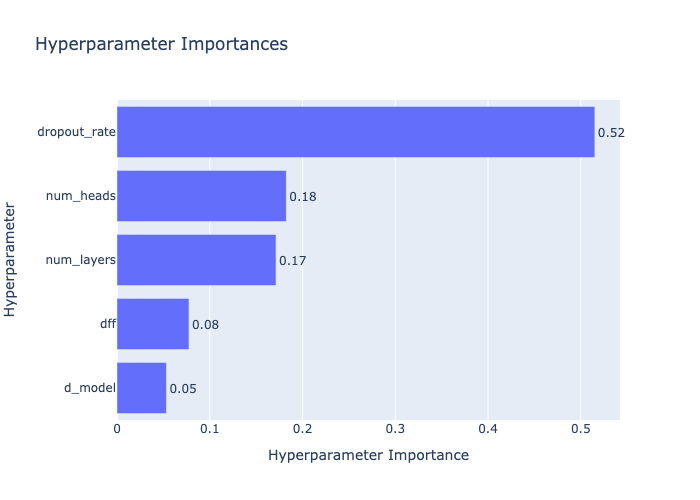 Hyperparameter Importances
Hyperparameter
dropout_rate
0.52
num_heads
0.18
num_layers
0.17
dff
0.08
d_model
0.05
0 0.1 0.2 0.3 0.4 0.5
Hyperparameter Importance